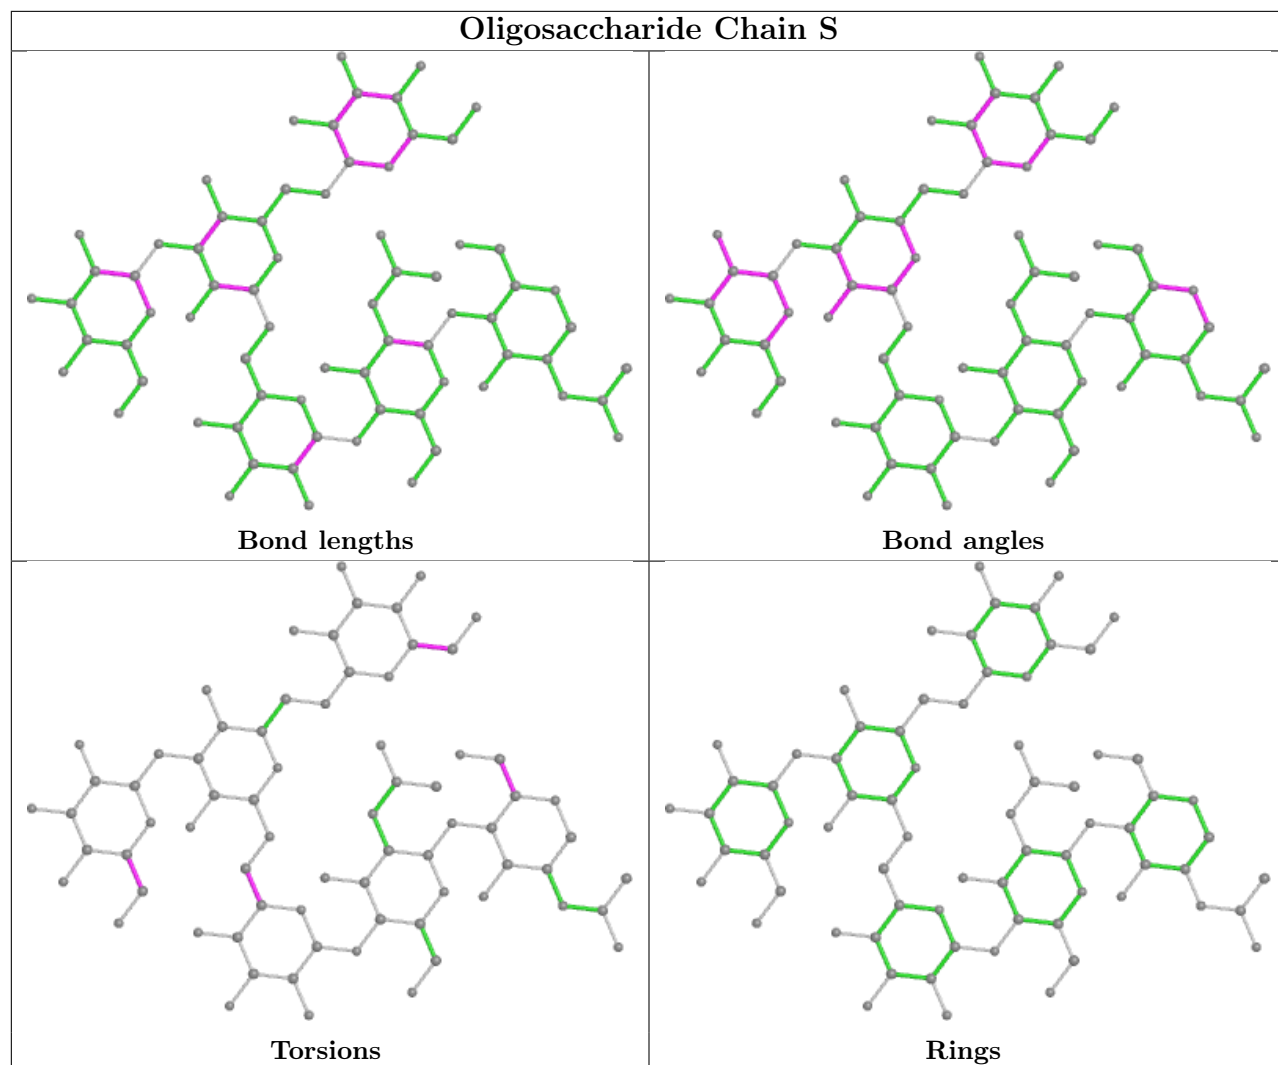 Oligosaccharide Chain S
Bond lengths
Bond angles
Torsions
Rings